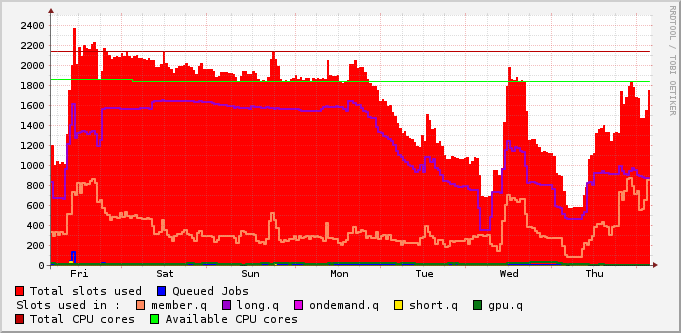 RRDTOOL / TOBI OETIKER
2400
2200
2000
1800
1600
1400
1200
1000
800
600
400
200
0
Fri Sat Sun Mon Tue Wed Thu
Total slots used Queued Jobs
Slots used in : member.q long.q ondemand.q short.q gpu.q
Total CPU cores Available CPU cores